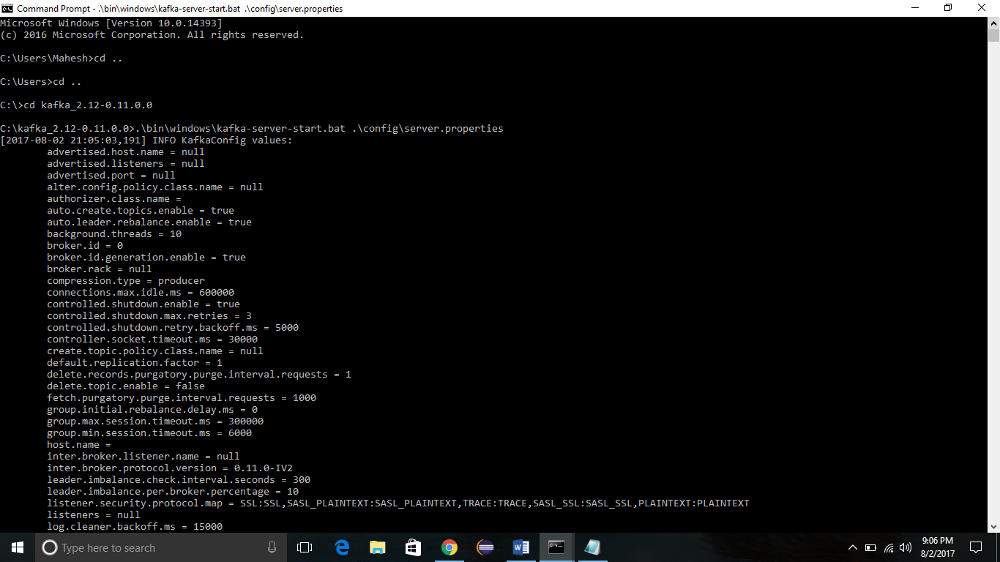 Command Prompt - .\bin\windows\kafka-server-start.bat .\config\server.properties
Microsoft Windows [Version 10.0.14393]
(c) 2016 Microsoft Corporation. All rights reserved.
C:\Users\Mahesh>cd ..
C:\Users>cd ..
C:\>cd kafka_2.12-0.11.0.0
C:\kafka_2.12-0.11.0.0>.\bin\windows\kafka-server-start.bat .\config\server.properties
[2017-08-02 21:05:03,191] INFO KafkaConfig values:
advertised.host.name = null
advertised.listeners = null
advertised.port = null
alter.config.policy.class.name = null
authorizer.class.name =
auto.create.topics.enable = true
auto.leader.rebalance.enable = true
background.threads = 10
broker.id = 0
broker.id.generation.enable = true
broker.rack = null
compression.type = producer
connections.max.idle.ms = 600000
controlled.shutdown.enable = true
controlled.shutdown.max.retries = 3
controlled.shutdown.retry.backoff.ms = 5000
controller.socket.timeout.ms = 30000
create.topic.policy.class.name = null
default.replication.factor = 1
delete.records.purgatory.purge.interval.requests = 1
delete.topic.enable = false
fetch.purgatory.purge.interval.requests = 1000
group.initial.rebalance.delay.ms = 0
group.max.session.timeout.ms = 300000
group.min.session.timeout.ms = 6000
host.name =
inter.broker.listener.name = null
inter.broker.protocol.version = 0.11.0-IV2
leader.imbalance.check.interval.seconds = 300
leader.imbalance.per.broker.percentage = 10
listener.security.protocol.map = SSL:SSL,SASL_PLAINTEXT:SASL_PLAINTEXT,TRACE:TRACE,SASL_SSL:SASL_SSL,PLAINTEXT:PLAINTEXT
listeners = null
log.cleaner.backoff.ms = 15000
Type here to search
9:06 PM
8/2/2017